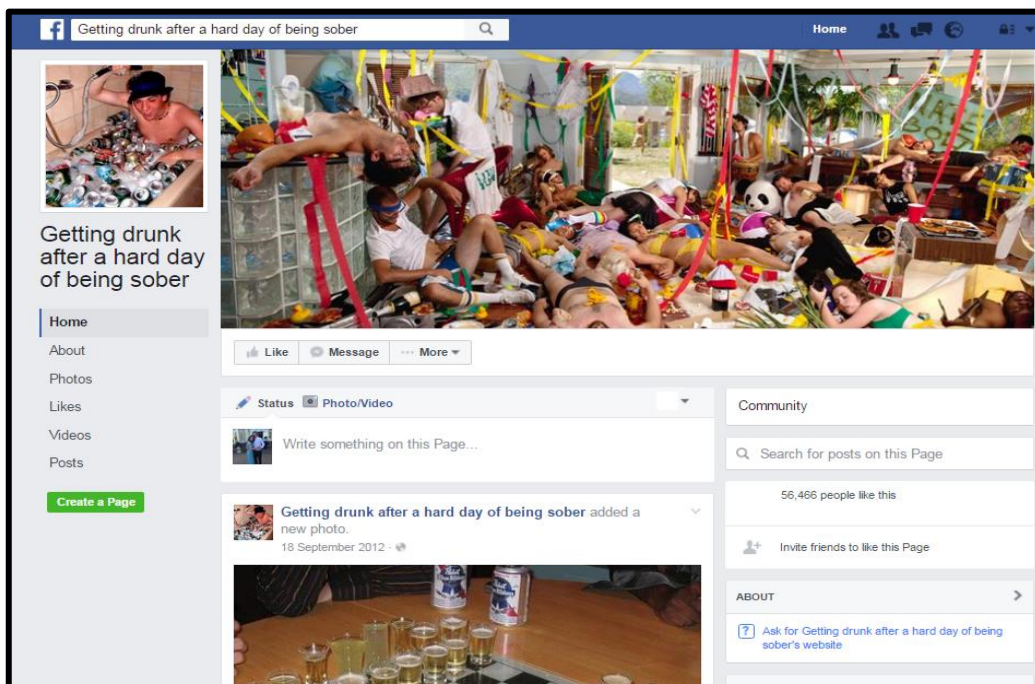 f
Getting drunk after a hard day of being sober
Home
Getting drunk
after a hard day
of being sober
Home
About
Photos
Likes
Videos
Posts
Create a Page
Like
Message
More
Status
Photo/Video
Write something on this Page...
Getting drunk after a hard day of being sober added a
new photo.
18 September 2012 ·
Community
Search for posts on this Page
56,466 people like this
Invite friends to like this Page
ABOUT
? Ask for Getting drunk after a hard day of being
sober's website